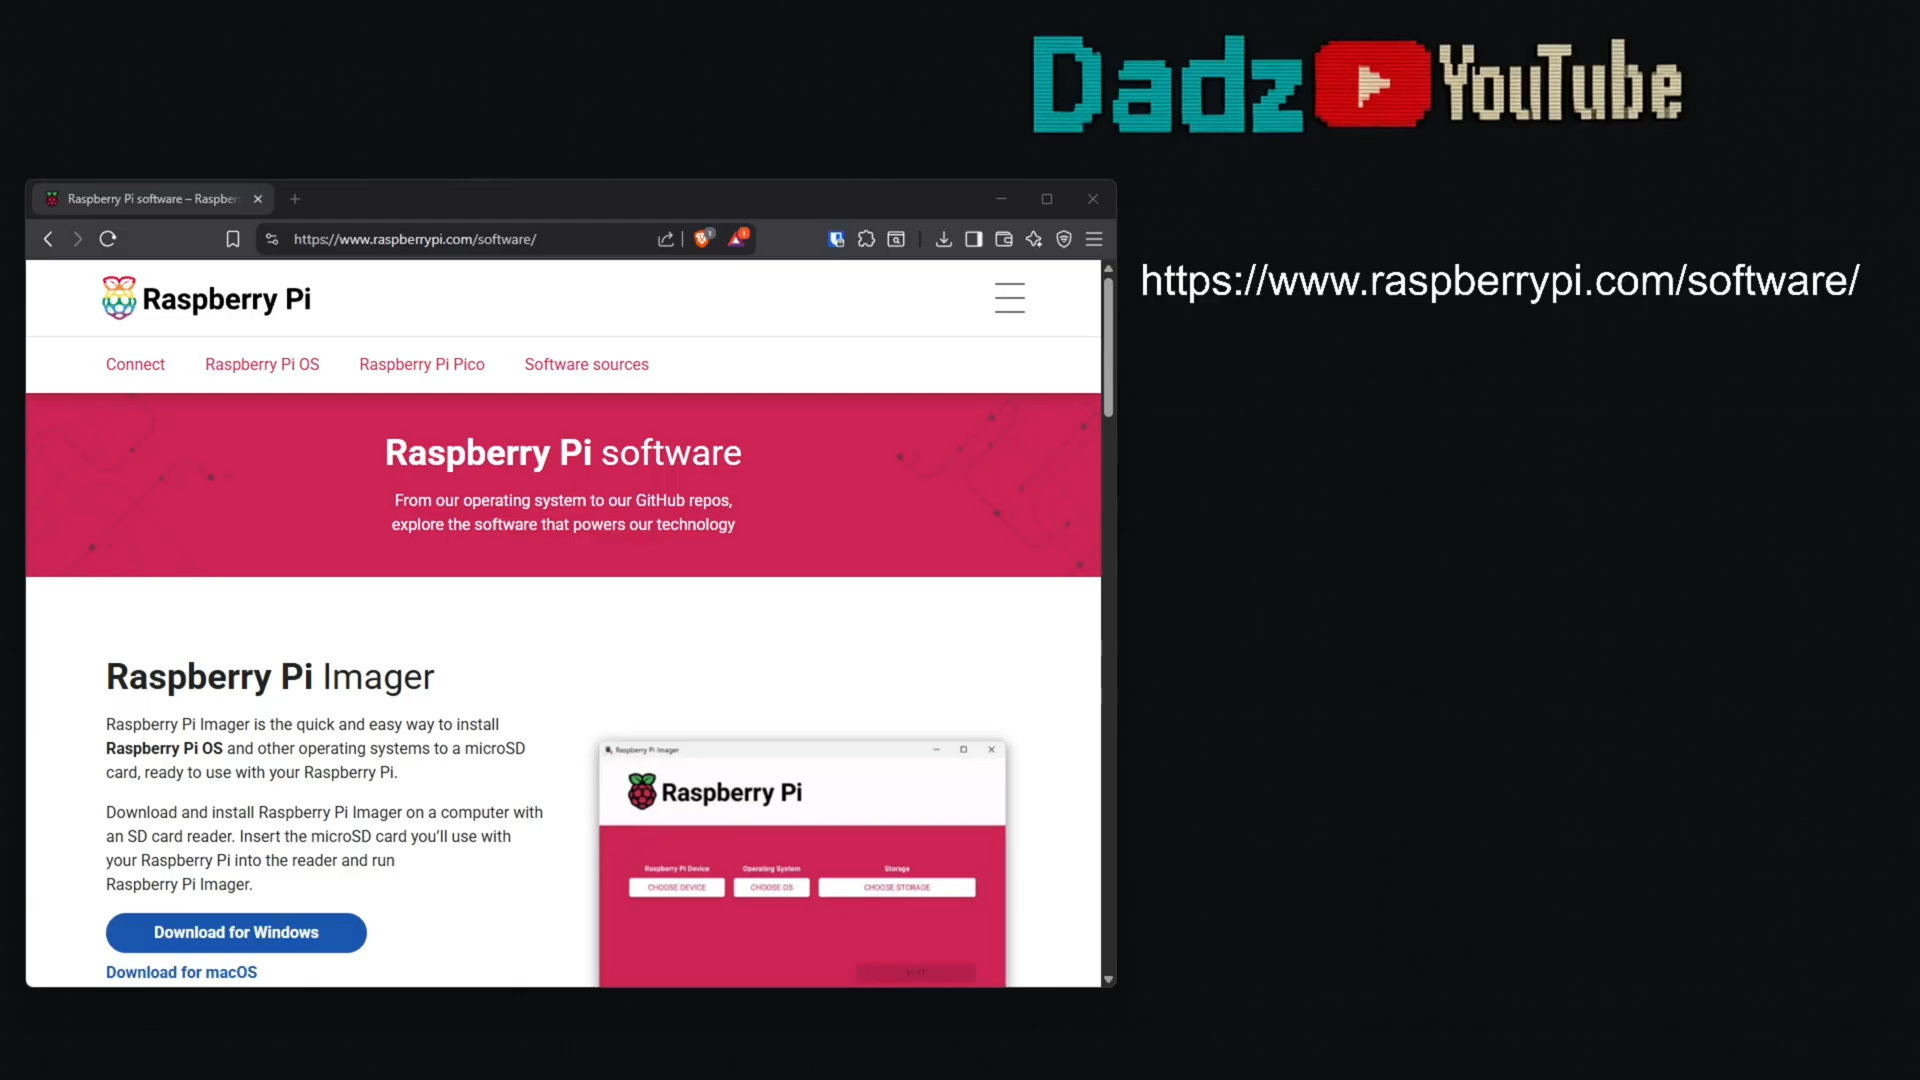 Dadz YouTube
Raspberry Pi software – Raspber
https://www.raspberrypi.com/software/
1
1
https://www.raspberrypi.com/software/
Raspberry Pi
Connect Raspberry Pi OS Raspberry Pi Pico Software sources
Raspberry Pi software
From our operating system to our GitHub repos,
explore the software that powers our technology
Raspberry Pi Imager
Raspberry Pi Imager is the quick and easy way to install
Raspberry Pi OS and other operating systems to a microSD
card, ready to use with your Raspberry Pi.
Download and install Raspberry Pi Imager on a computer with
an SD card reader. Insert the microSD card you’ll use with
your Raspberry Pi into the reader and run
Raspberry Pi Imager.
Download for Windows
Download for macOS
Raspberry Pi Imager
Raspberry Pi
Raspberry Pi Device Operating System Storage
CHOOSE DEVICE CHOOSE OS CHOOSE STORAGE
NEXT